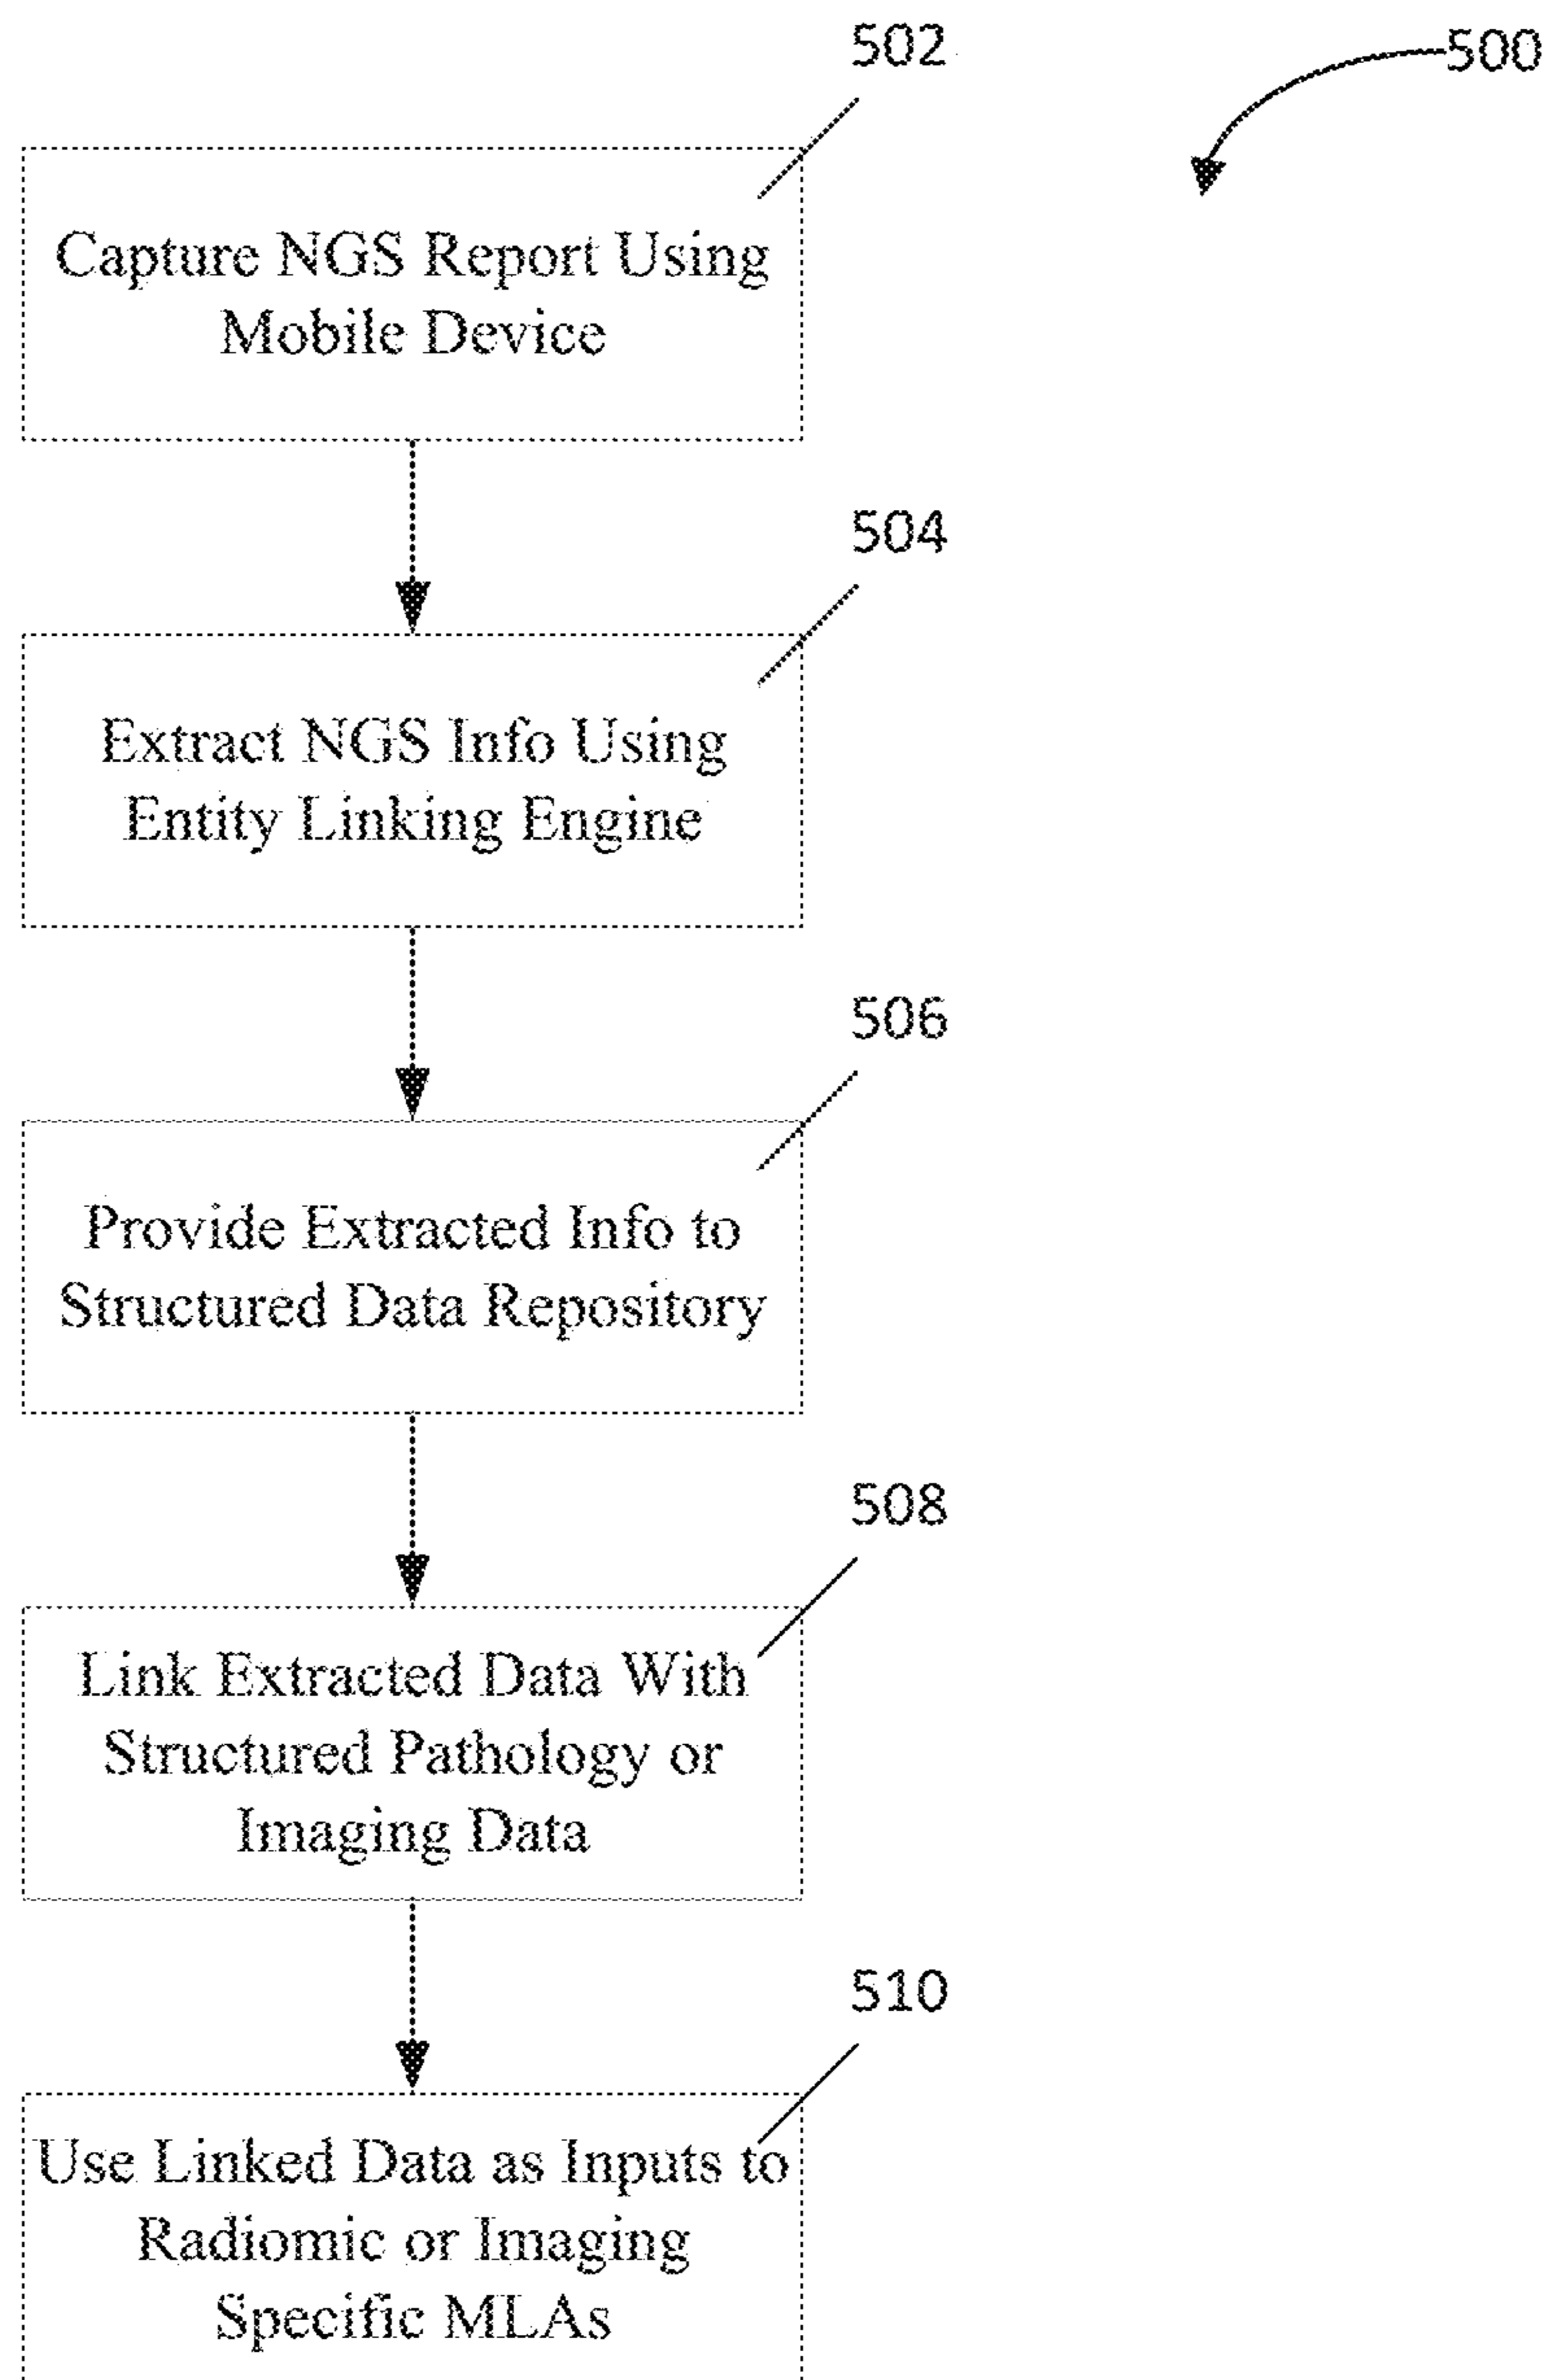 502
500
Capture NGS Report Using
Mobile Device
504
Extract NGS Info Using
Entity Linking Engine
506
Provide Extracted Info to
Structured Data Repository
508
Link Extracted Data With
Structured Pathology or
Imaging Data
510
Use Linked Data as Inputs to
Radiomic or Imaging
Specific MLAs